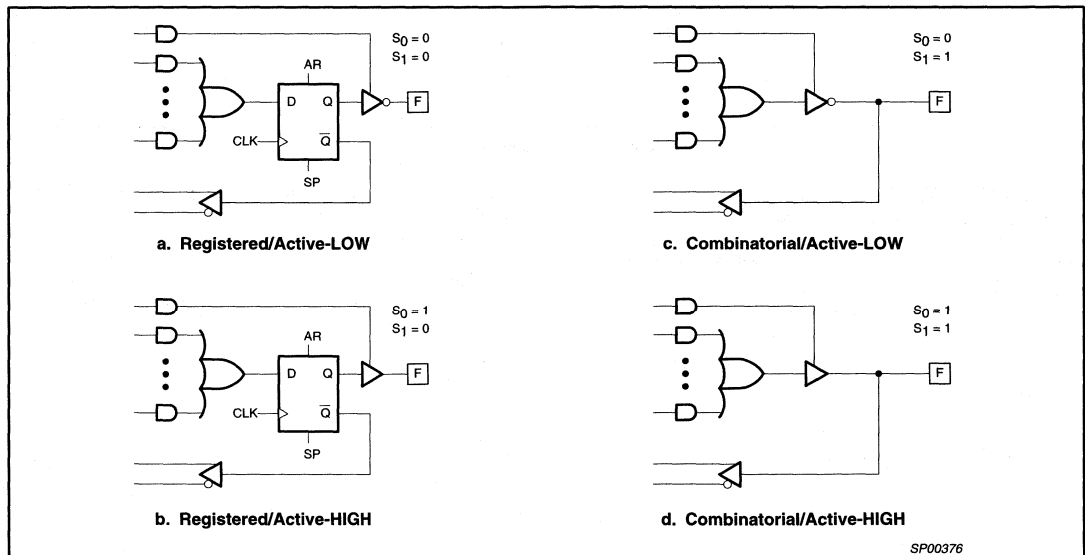 S0 = 0
S1 = 0
AR
D Q
F
CLK
Q̅
SP
a. Registered/Active-LOW
S0 = 0
S1 = 1
F
c. Combinatorial/Active-LOW
S0 = 1
S1 = 0
AR
D Q
F
CLK
Q̅
SP
b. Registered/Active-HIGH
S0 = 1
S1 = 1
F
d. Combinatorial/Active-HIGH
SP00376